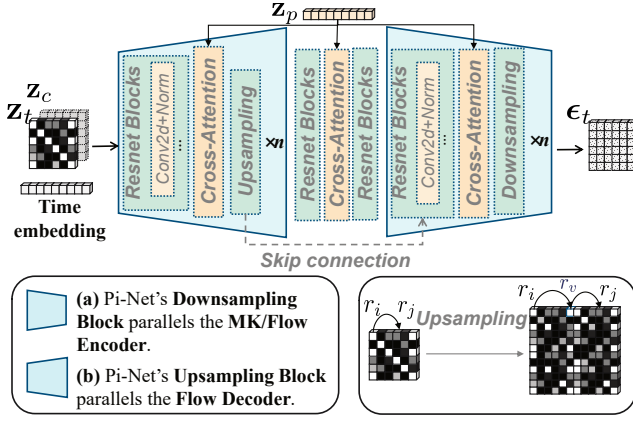 z_p
z_c
z_t
Time
embedding
Resnet Blocks
Conv2d+Norm
...
Cross-Attention
Upsampling
×n
Resnet Blocks
Cross-Attention
Resnet Blocks
Resnet Blocks
Conv2d+Norm
...
Cross-Attention
Downsampling
×n
ϵ_t
Skip connection
(a) Pi-Net's Downsampling
Block parallels the MK/Flow
Encoder.
(b) Pi-Net's Upsampling Block
parallels the Flow Decoder.
r_i r_j
Upsampling
r_i r_v r_j